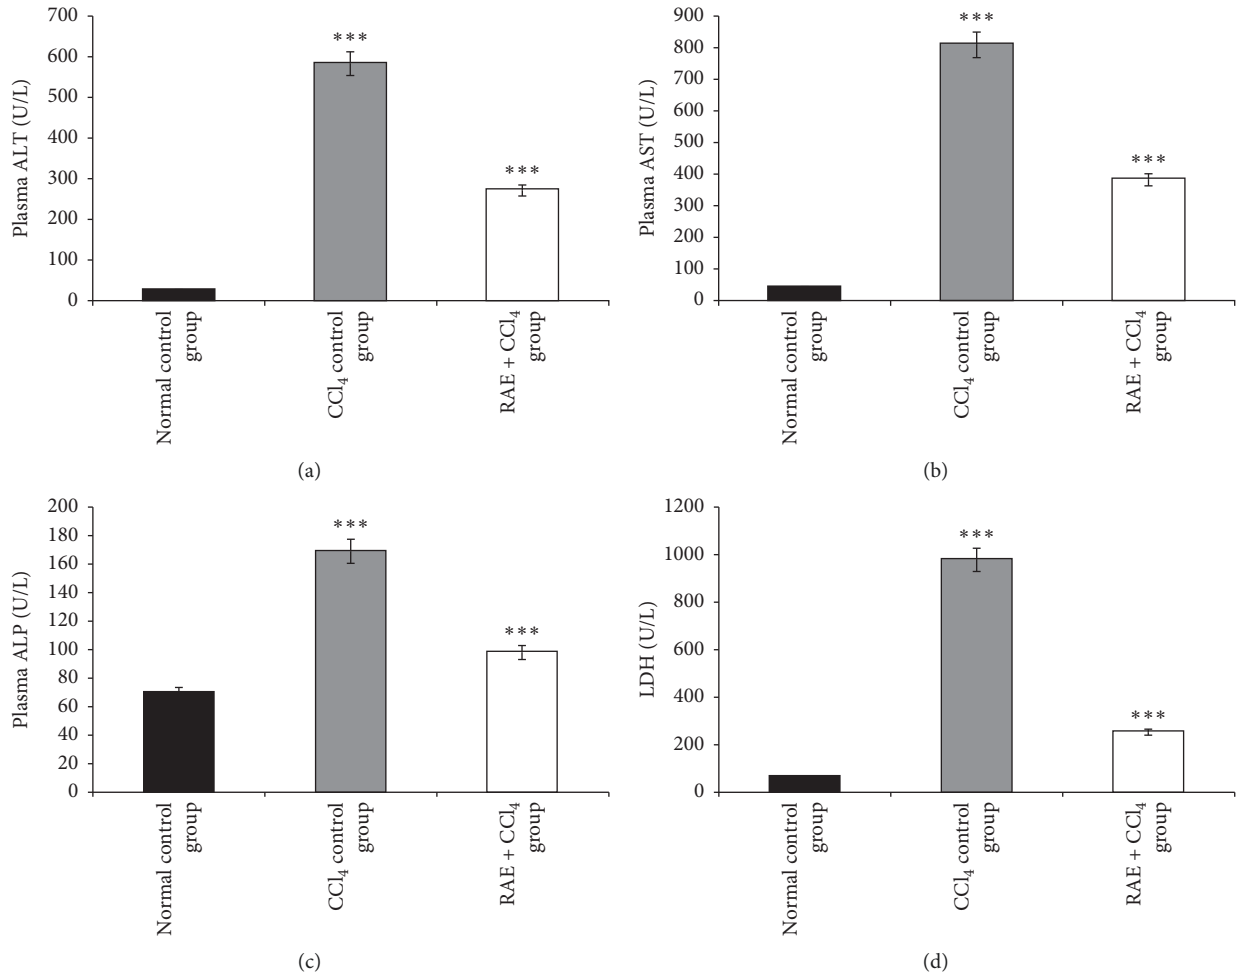 700
600
500
400
300
200
100
0
Plasma ALT (U/L)
***
***
Normal control
group
CCl₄ control
group
RAE + CCl₄
group
(a)
900
800
700
600
500
400
300
200
100
0
Plasma AST (U/L)
***
***
Normal control
group
CCl₄ control
group
RAE + CCl₄
group
(b)
200
180
160
140
120
100
80
60
40
20
0
Plasma ALP (U/L)
***
***
Normal control
group
CCl₄ control
group
RAE + CCl₄
group
(c)
1200
1000
800
600
400
200
0
LDH (U/L)
***
***
Normal control
group
CCl₄ control
group
RAE + CCl₄
group
(d)